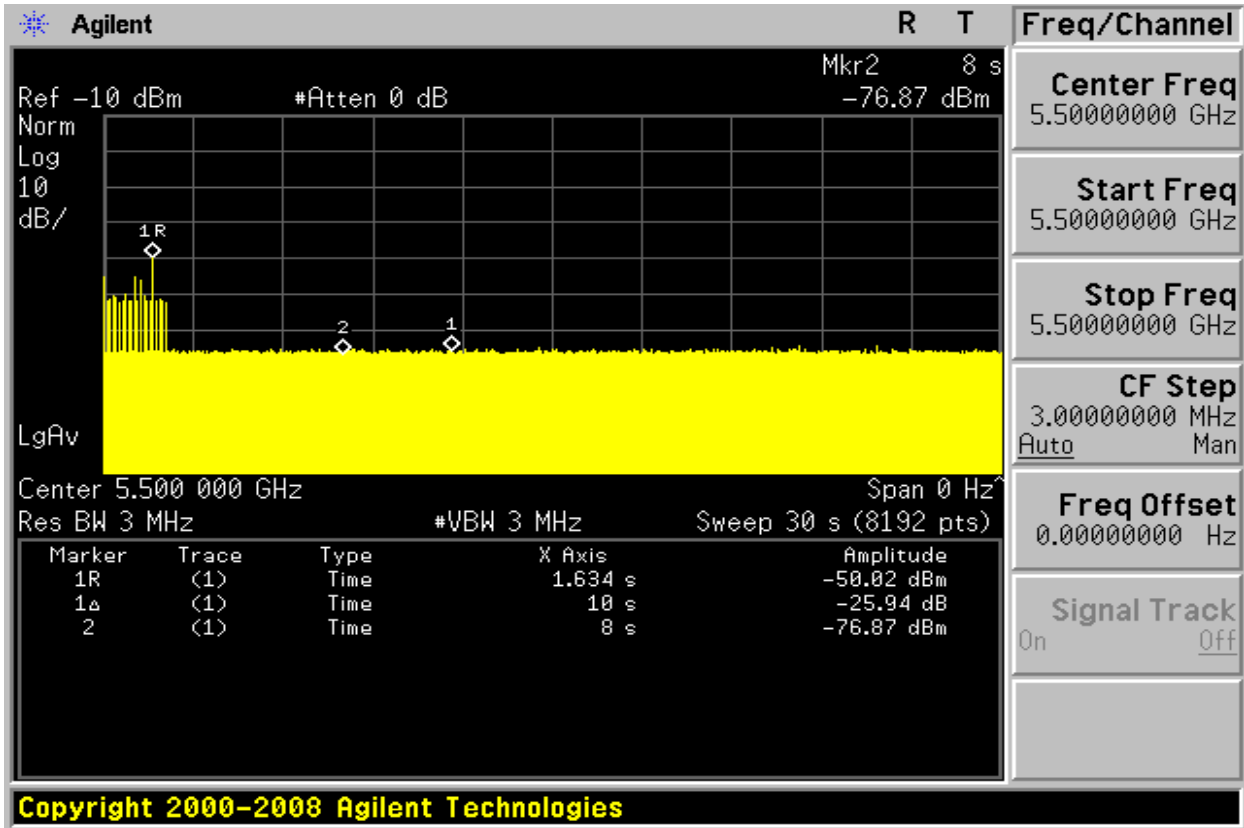 Agilent R T
Mkr2 8 s
Ref -10 dBm #Atten 0 dB -76.87 dBm
Norm
Log
10
dB/
1R
2
1
LgAv
Center 5.500 000 GHz Span 0 Hz^
Res BW 3 MHz #VBW 3 MHz Sweep 30 s (8192 pts)
Marker Trace Type X Axis Amplitude
1R (1) Time 1.634 s -50.02 dBm
1Δ (1) Time 10 s -25.94 dB
2 (1) Time 8 s -76.87 dBm
Freq/Channel
Center Freq
5.50000000 GHz
Start Freq
5.50000000 GHz
Stop Freq
5.50000000 GHz
CF Step
3.00000000 MHz
Auto Man
Freq Offset
0.00000000 Hz
Signal Track
On Off
Copyright 2000-2008 Agilent Technologies